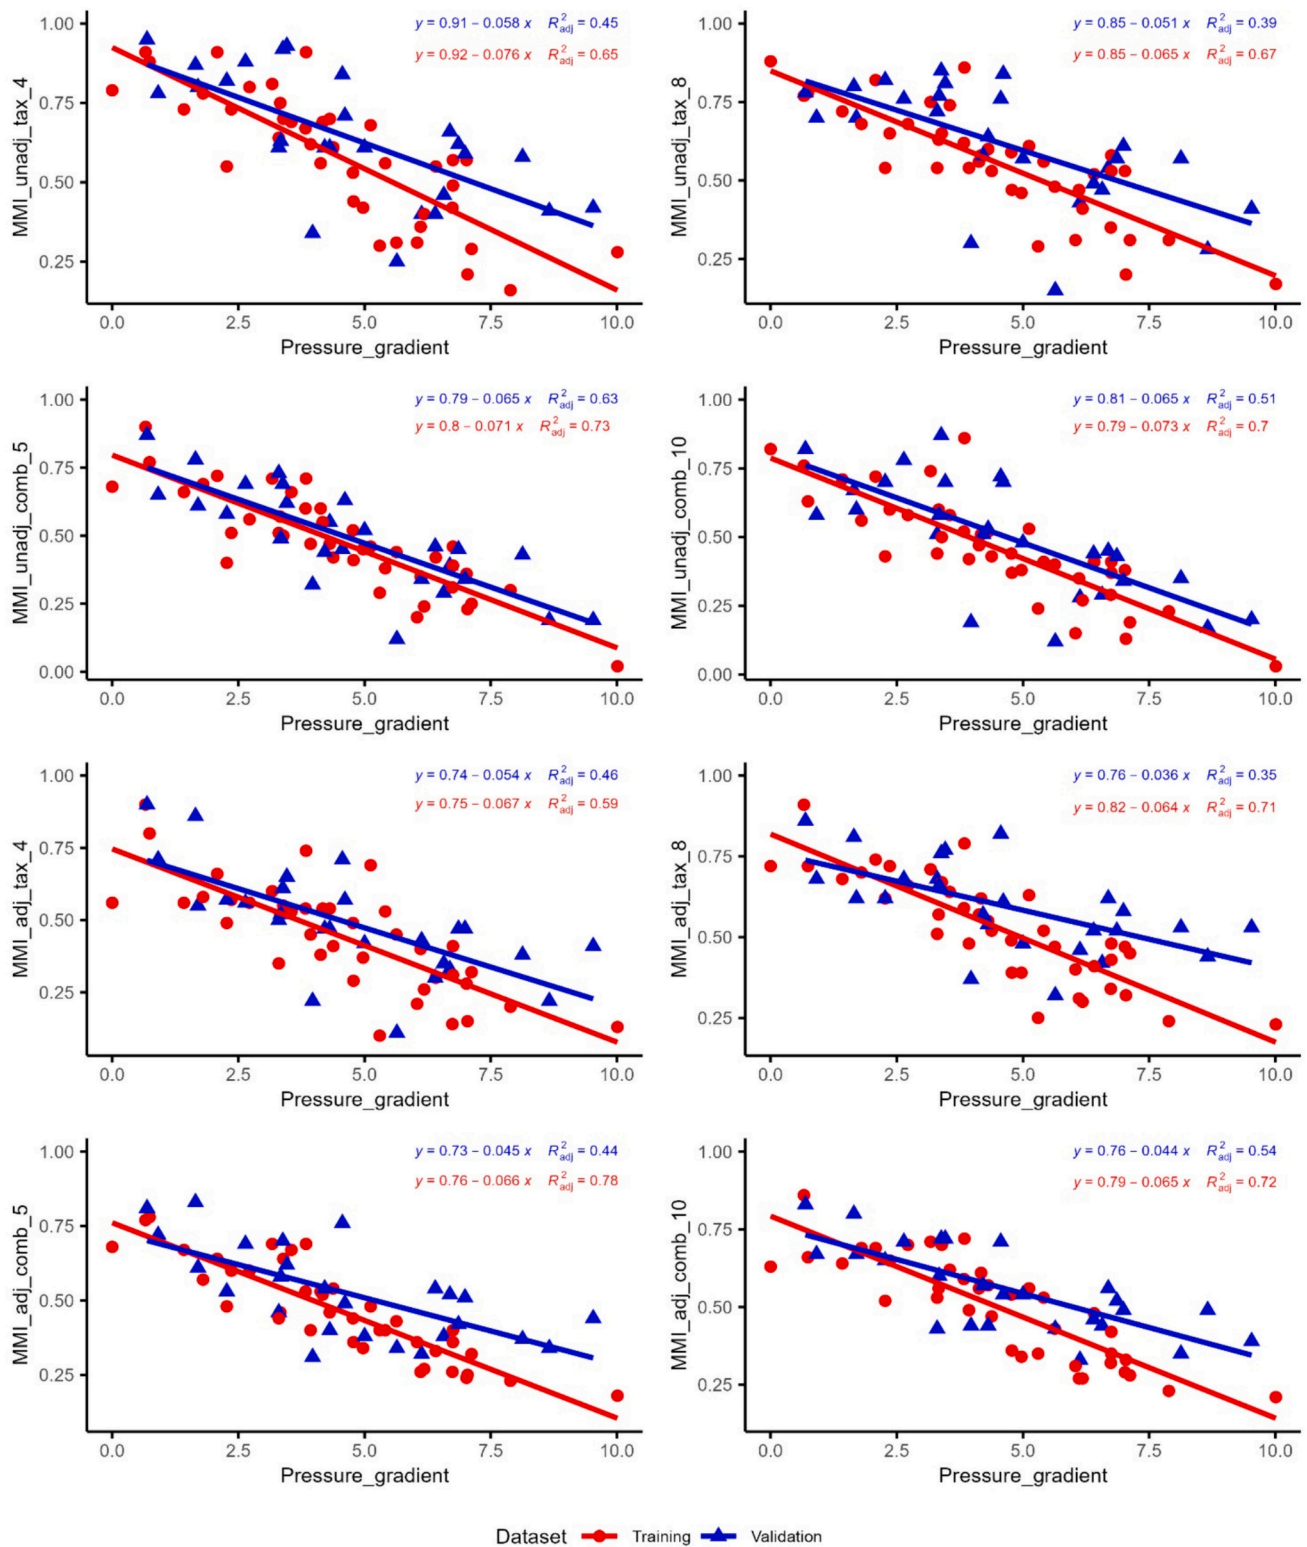 y = 0.91 – 0.058 x R²adj = 0.45
y = 0.92 – 0.076 x R²adj = 0.65
MMI_unadj_tax_4
1.00
0.75
0.50
0.25
0.0 2.5 5.0 7.5 10.0
Pressure_gradient
y = 0.85 – 0.051 x R²adj = 0.39
y = 0.85 – 0.065 x R²adj = 0.67
MMI_unadj_tax_8
1.00
0.75
0.50
0.25
0.0 2.5 5.0 7.5 10.0
Pressure_gradient
y = 0.79 – 0.065 x R²adj = 0.63
y = 0.8 – 0.071 x R²adj = 0.73
MMI_unadj_comb_5
1.00
0.75
0.50
0.25
0.00
0.0 2.5 5.0 7.5 10.0
Pressure_gradient
y = 0.81 – 0.065 x R²adj = 0.51
y = 0.79 – 0.073 x R²adj = 0.7
MMI_unadj_comb_10
1.00
0.75
0.50
0.25
0.00
0.0 2.5 5.0 7.5 10.0
Pressure_gradient
y = 0.74 – 0.054 x R²adj = 0.46
y = 0.75 – 0.067 x R²adj = 0.59
MMI_adj_tax_4
1.00
0.75
0.50
0.25
0.0 2.5 5.0 7.5 10.0
Pressure_gradient
y = 0.76 – 0.036 x R²adj = 0.35
y = 0.82 – 0.064 x R²adj = 0.71
MMI_adj_tax_8
1.00
0.75
0.50
0.25
0.0 2.5 5.0 7.5 10.0
Pressure_gradient
y = 0.73 – 0.045 x R²adj = 0.44
y = 0.76 – 0.066 x R²adj = 0.78
MMI_adj_comb_5
1.00
0.75
0.50
0.25
0.0 2.5 5.0 7.5 10.0
Pressure_gradient
y = 0.76 – 0.044 x R²adj = 0.54
y = 0.79 – 0.065 x R²adj = 0.72
MMI_adj_comb_10
1.00
0.75
0.50
0.25
0.0 2.5 5.0 7.5 10.0
Pressure_gradient
Dataset Training Validation